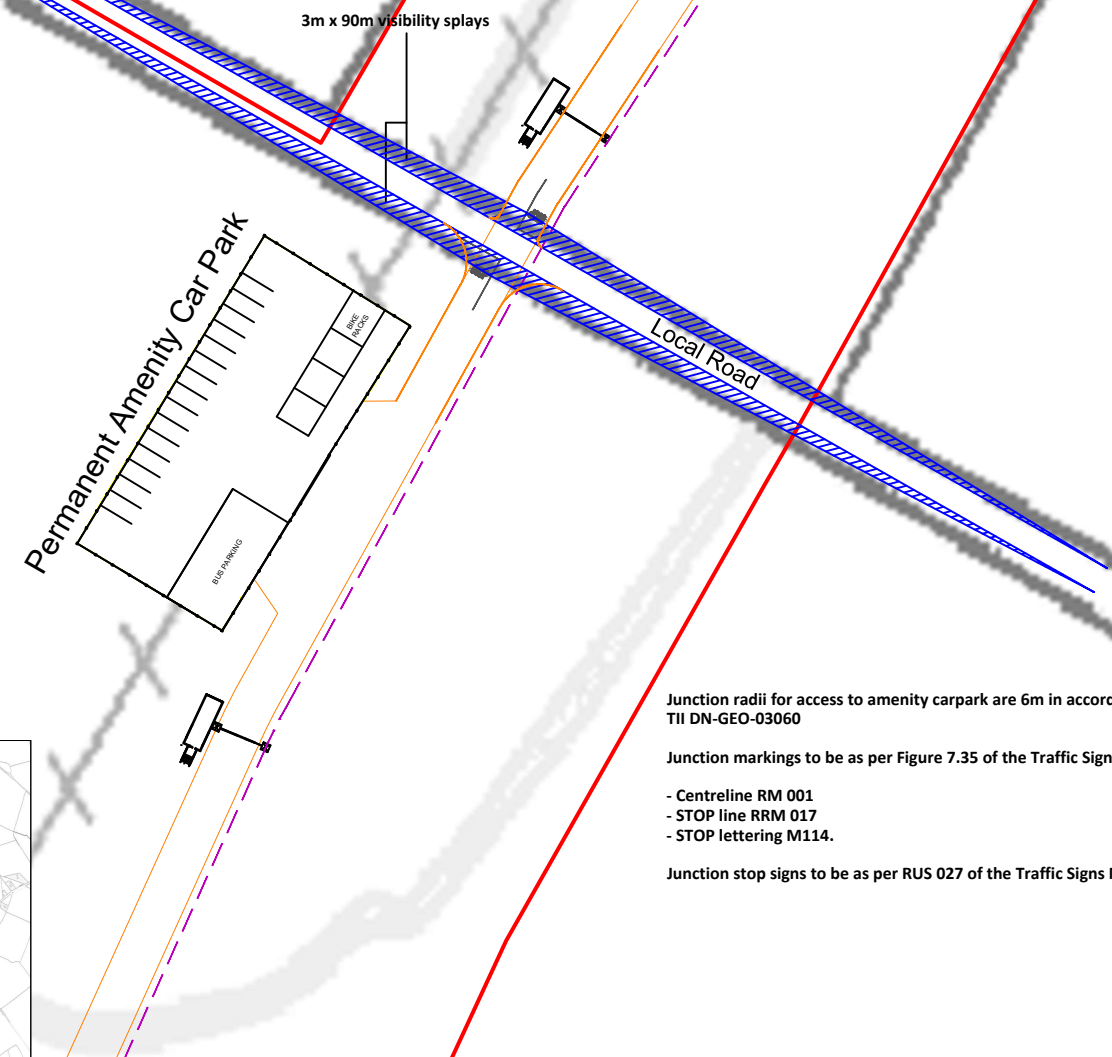 3m x 90m visibility splays
Permanent Amenity Car Park
BIKE
RACKS
Local Road
BUS PARKING
Junction radii for access to amenity carpark are 6m in accord
TII DN-GEO-03060
Junction markings to be as per Figure 7.35 of the Traffic Sign
- Centreline RM 001
- STOP line RRM 017
- STOP lettering M114.
Junction stop signs to be as per RUS 027 of the Traffic Signs